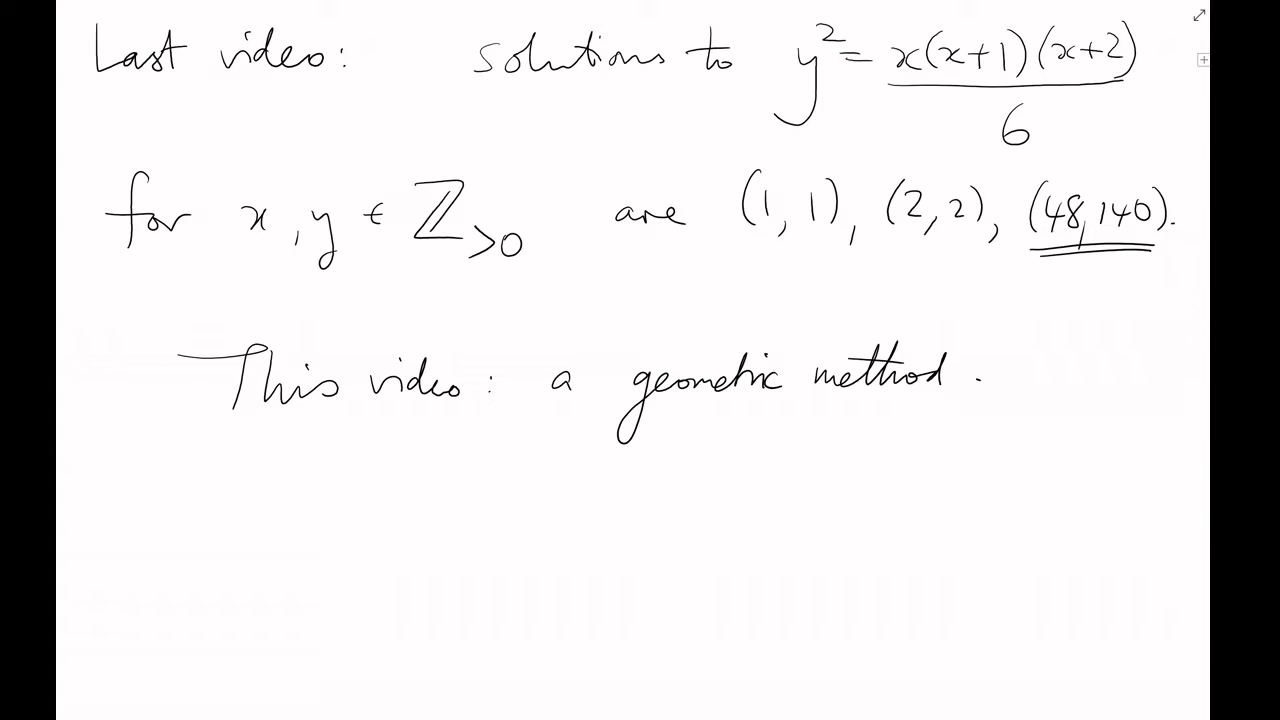 Last video: solutions to y² = x(x+1)(x+2)/6
for x, y ∈ ℤ>0 are (1, 1), (2, 2), (48, 140).
This video: a geometric method.